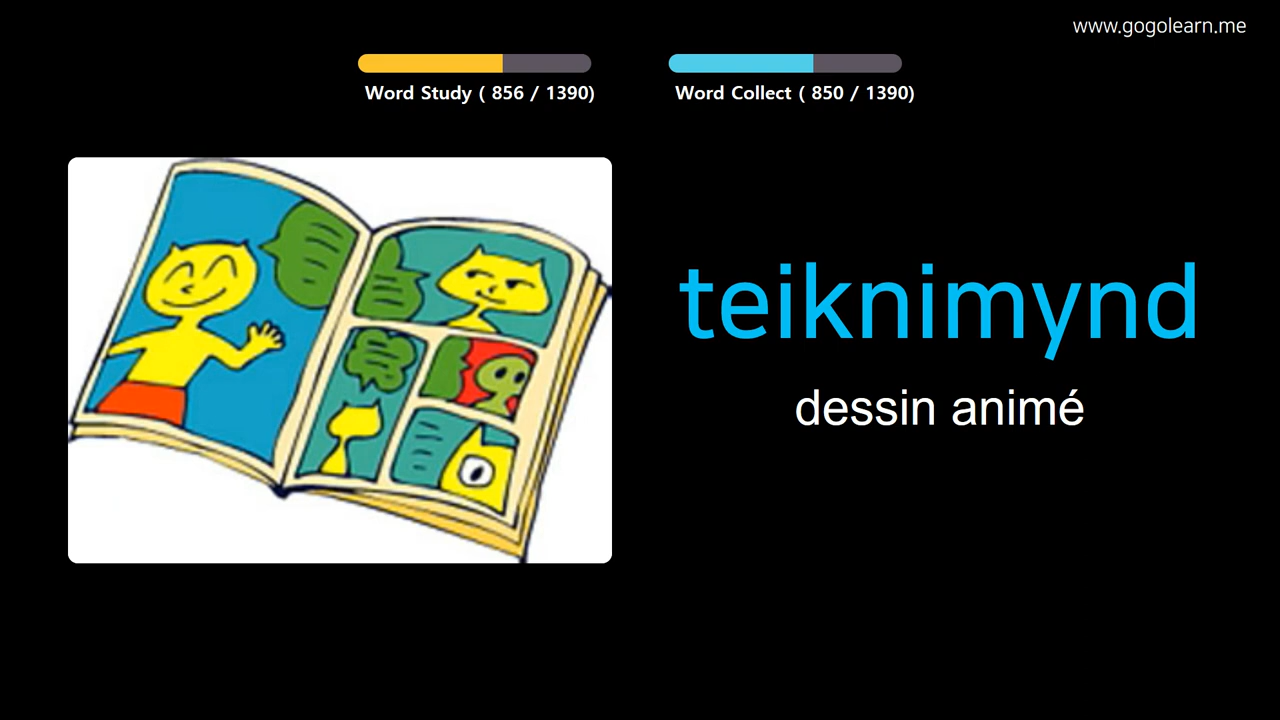 www.gogolearn.me
Word Study ( 856 / 1390)
Word Collect ( 850 / 1390)
teiknimynd
dessin animé